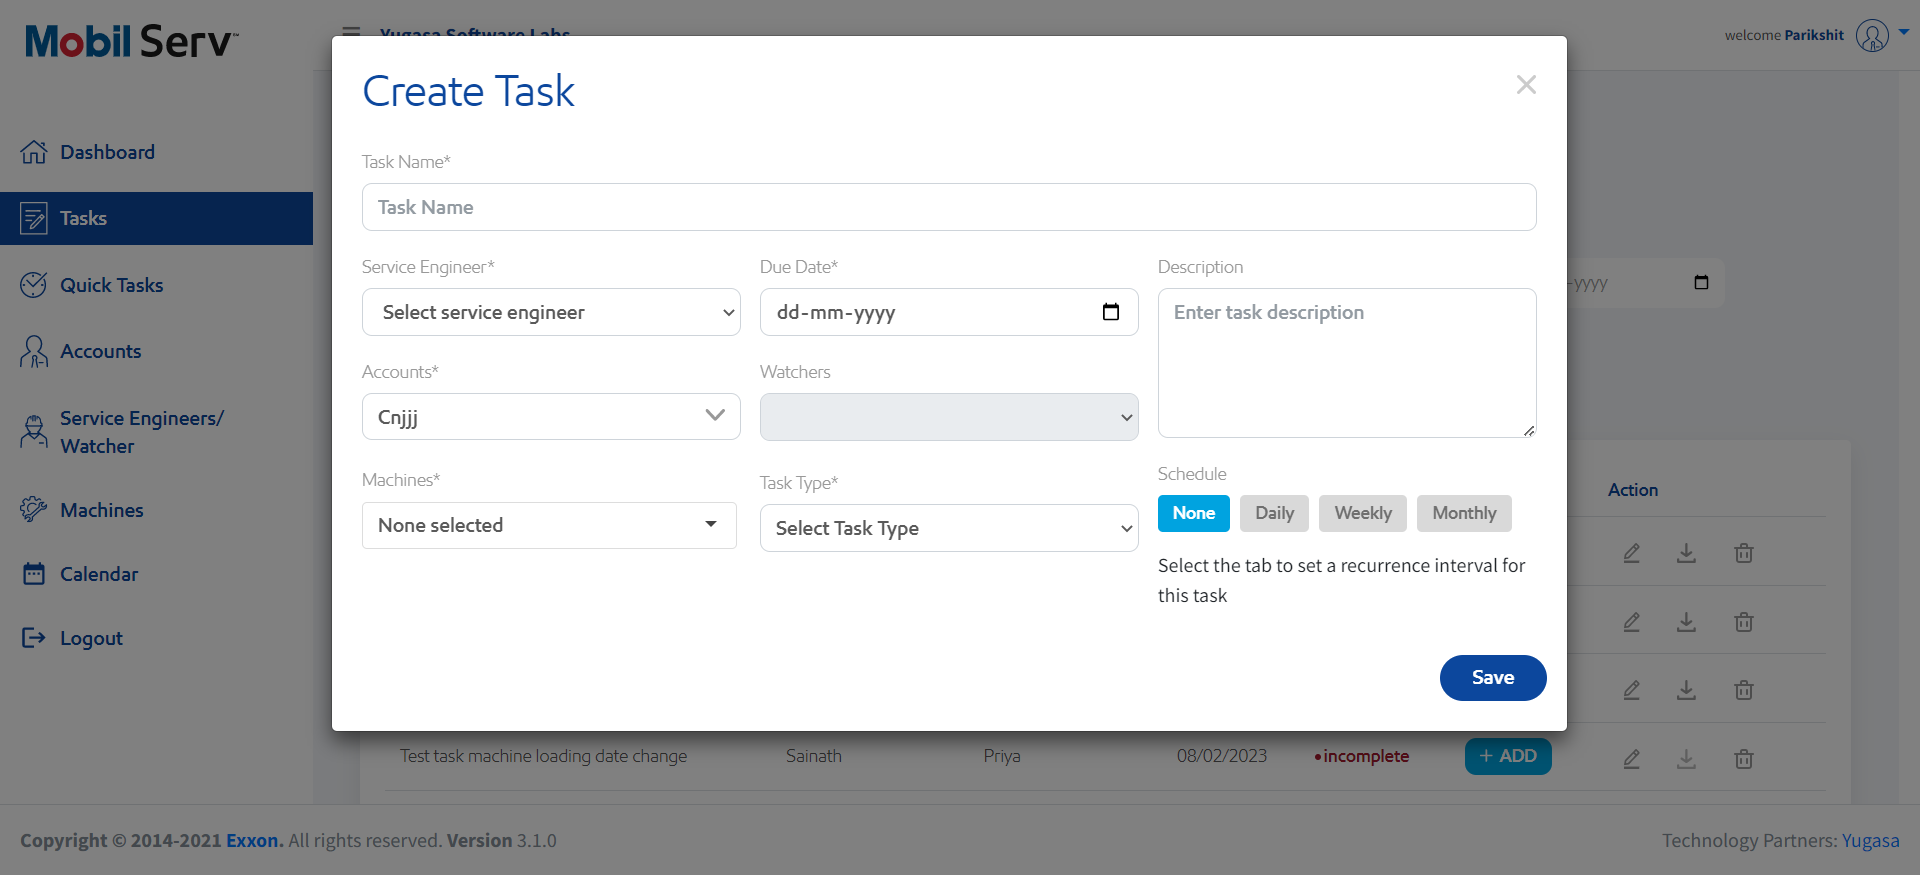 Mobil Serv™
Yugasa Software Labs
welcome Parikshit
Dashboard
Tasks
Quick Tasks
Accounts
Service Engineers/
Watcher
Machines
Calendar
Logout
Create Task
Task Name*
Task Name
Service Engineer*
Due Date*
Description
Select service engineer
dd-mm-yyyy
Enter task description
-yyyy
Accounts*
Watchers
Cnjjj
Machines*
Task Type*
Schedule
None selected
Select Task Type
None
Daily
Weekly
Monthly
Select the tab to set a recurrence interval for
this task
Save
Action
Test task machine loading date change
Sainath
Priya
08/02/2023
•incomplete
+ ADD
Copyright © 2014-2021 Exxon. All rights reserved. Version 3.1.0
Technology Partners: Yugasa